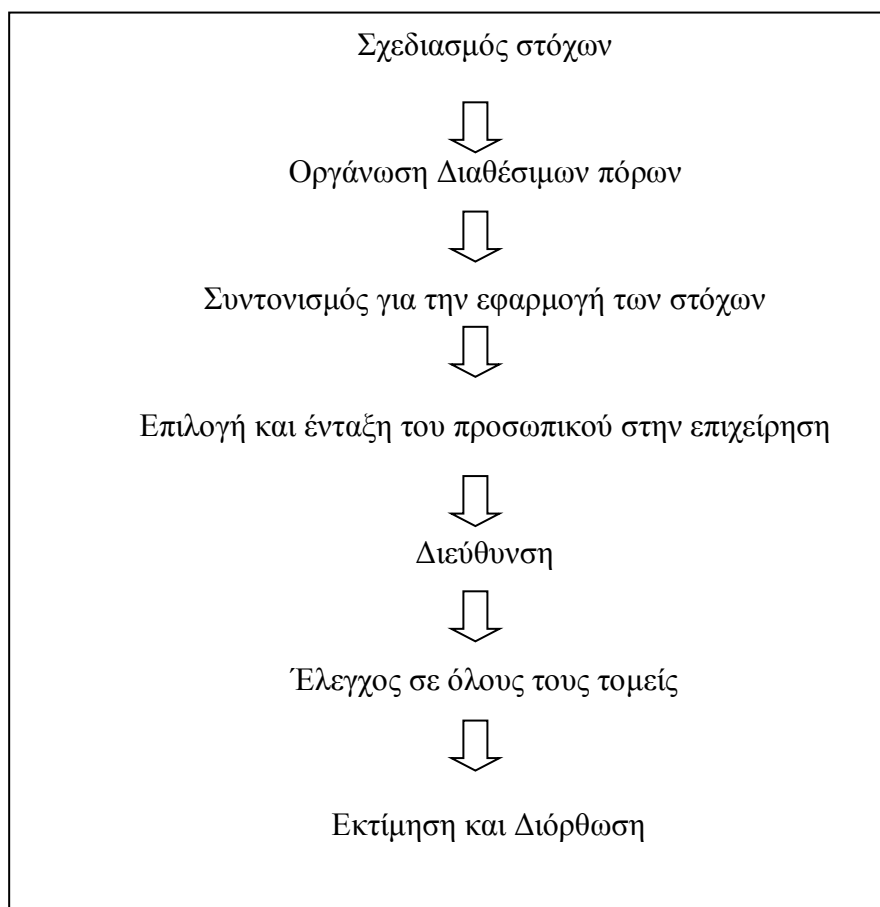 Σχεδιασμός στόχων
Οργάνωση Διαθέσιμων πόρων
Συντονισμός για την εφαρμογή των στόχων
Επιλογή και ένταξη του προσωπικού στην επιχείρηση
Διεύθυνση
Έλεγχος σε όλους τους τομείς
Εκτίμηση και Διόρθωση